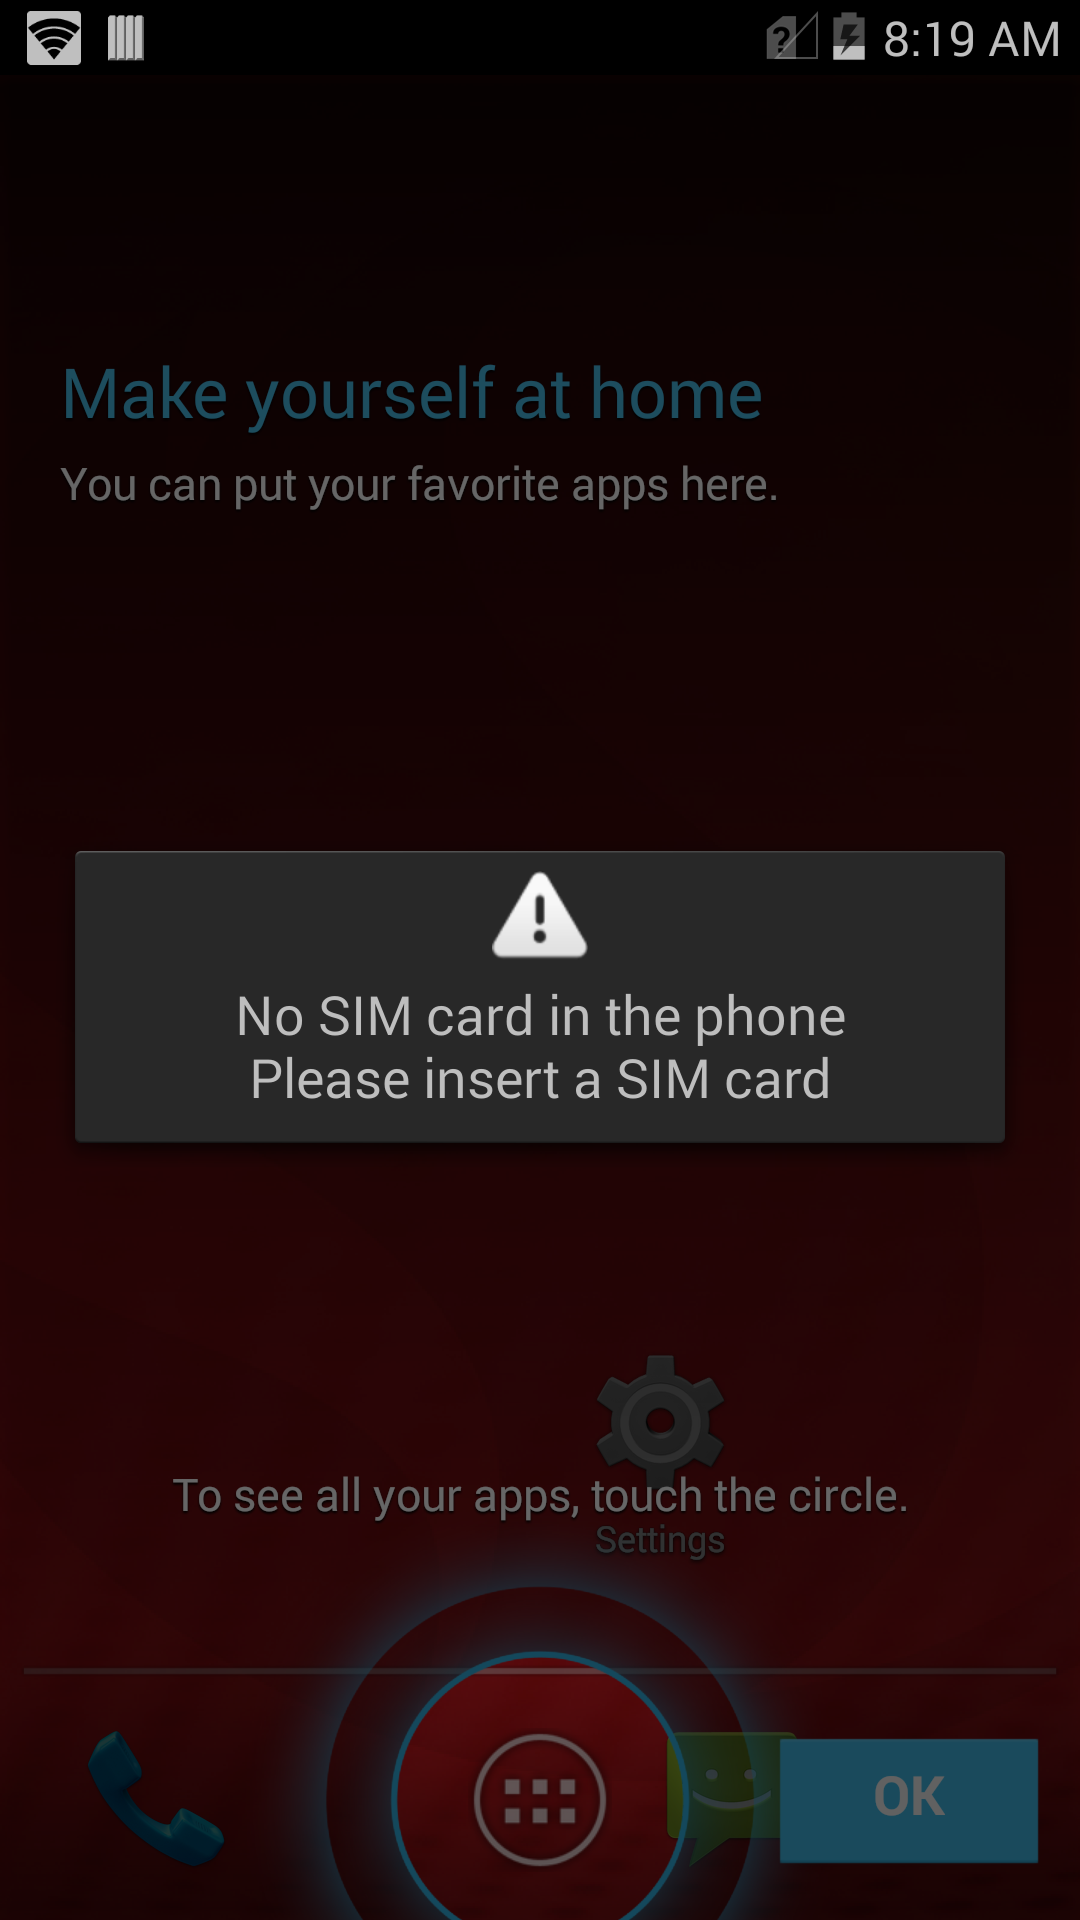 8:19 AM
Make yourself at home
You can put your favorite apps here.
No SIM card in the phone
Please insert a SIM card
To see all your apps, touch the circle.
Settings
OK